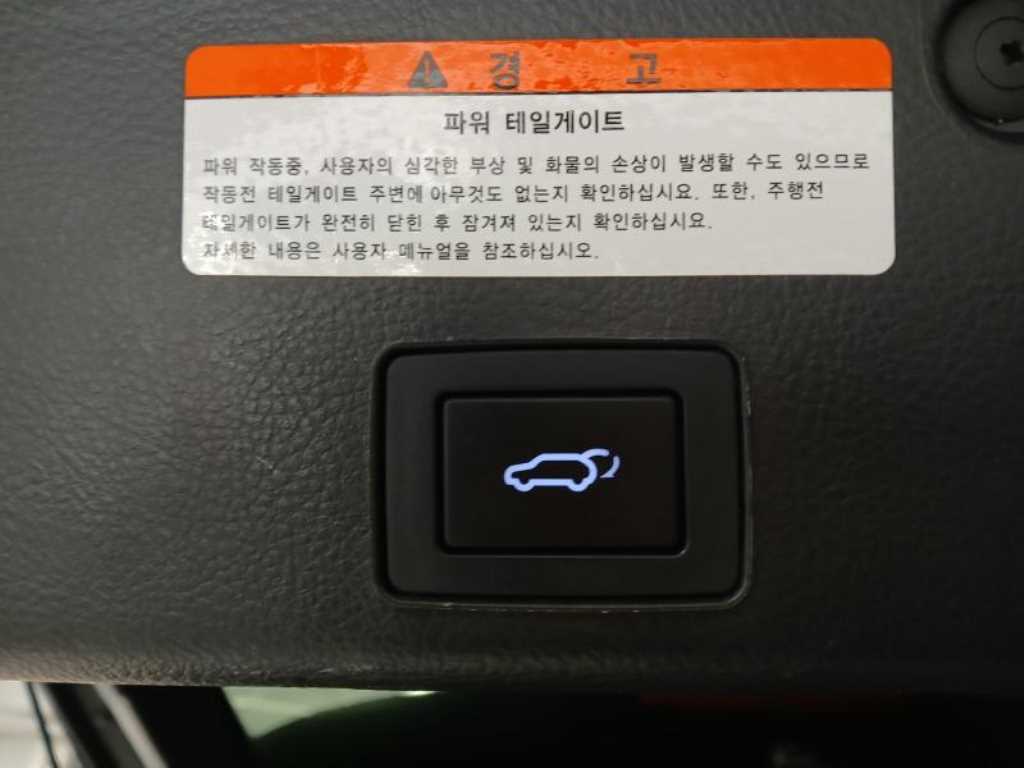 경 고
파워 테일게이트
파워 작동중, 사용자의 심각한 부상 및 화물의 손상이 발생할 수도 있으므로
작동전 테일게이트 주변에 아무것도 없는지 확인하십시요. 또한, 주행전
테일게이트가 완전히 닫힌 후 잠겨져 있는지 확인하십시요.
자세한 내용은 사용자 매뉴얼을 참조하십시오.